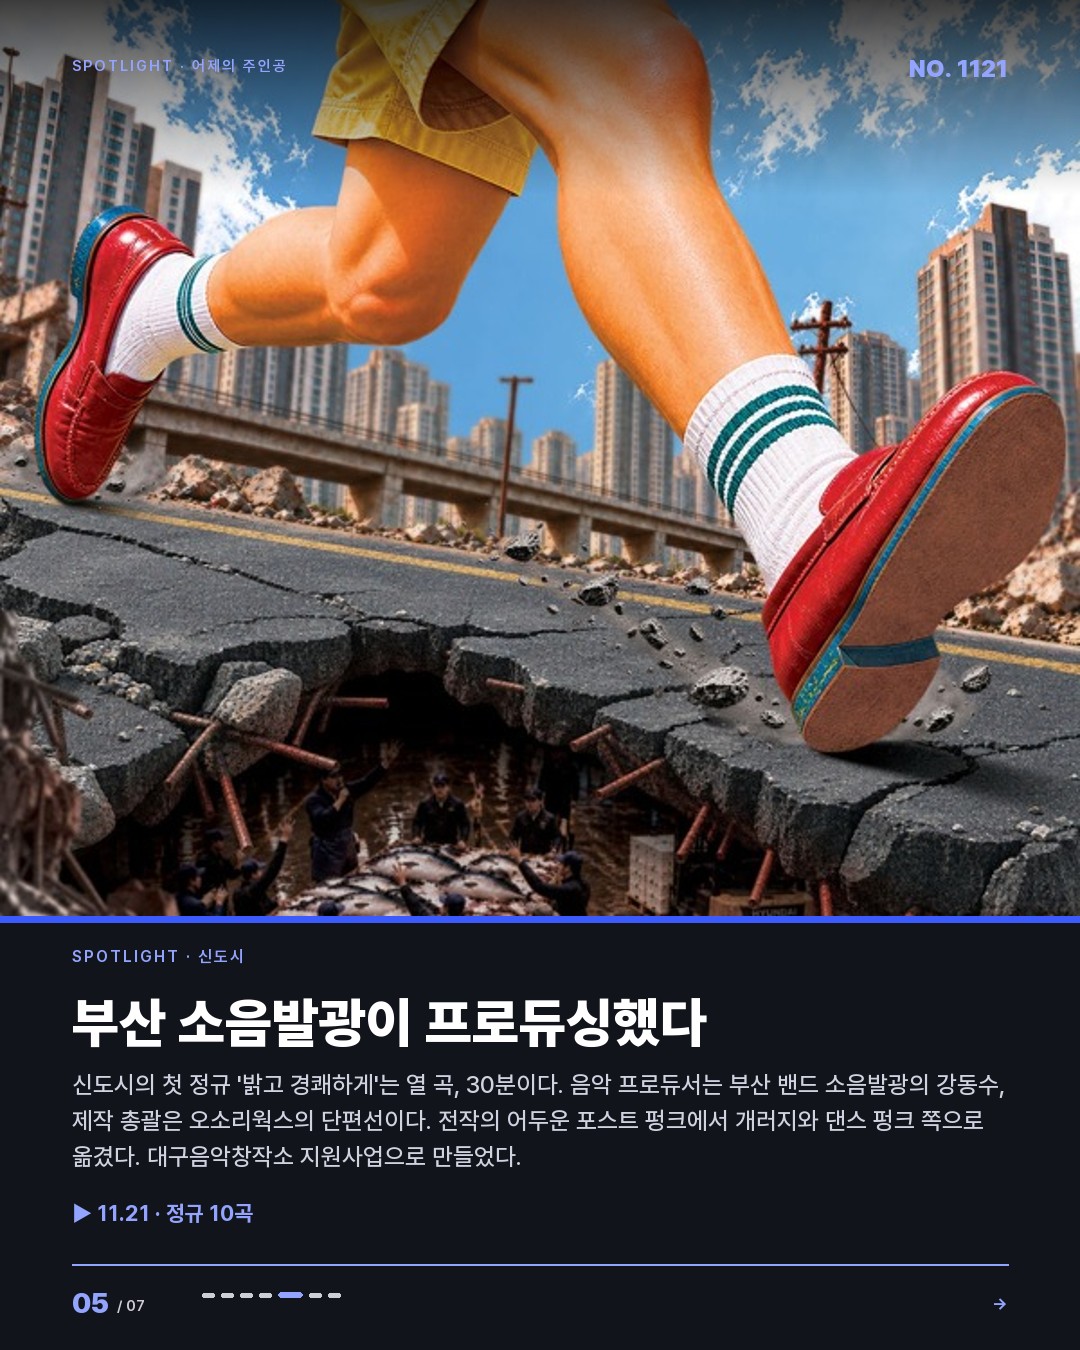 SPOTLIGHT · 어제의 주인공
NO. 1121
HYUNDAI
SPOTLIGHT · 신도시
부산 소음발광이 프로듀싱했다
신도시의 첫 정규 '밝고 경쾌하게'는 열 곡, 30분이다. 음악 프로듀서는 부산 밴드 소음발광의 강동수,
제작 총괄은 오소리웍스의 단편선이다. 전작의 어두운 포스트 펑크에서 개러지와 댄스 펑크 쪽으로
옮겼다. 대구음악창작소 지원사업으로 만들었다.
▶ 11.21 · 정규 10곡
05 / 07
→